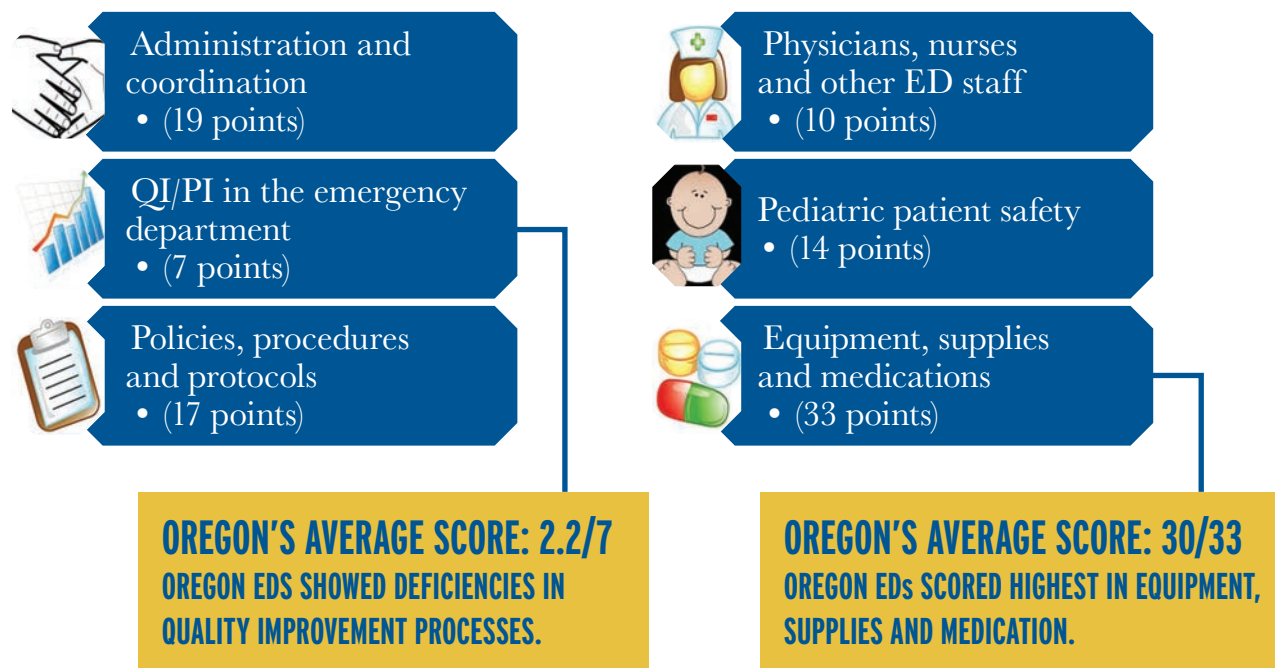 Administration and
coordination
• (19 points)
QI/PI in the emergency
department
• (7 points)
Policies, procedures
and protocols
• (17 points)
OREGON'S AVERAGE SCORE: 2.2/7
OREGON EDS SHOWED DEFICIENCIES IN
QUALITY IMPROVEMENT PROCESSES.
Physicians, nurses
and other ED staff
• (10 points)
Pediatric patient safety
• (14 points)
Equipment, supplies
and medications
• (33 points)
OREGON'S AVERAGE SCORE: 30/33
OREGON EDs SCORED HIGHEST IN EQUIPMENT,
SUPPLIES AND MEDICATION.